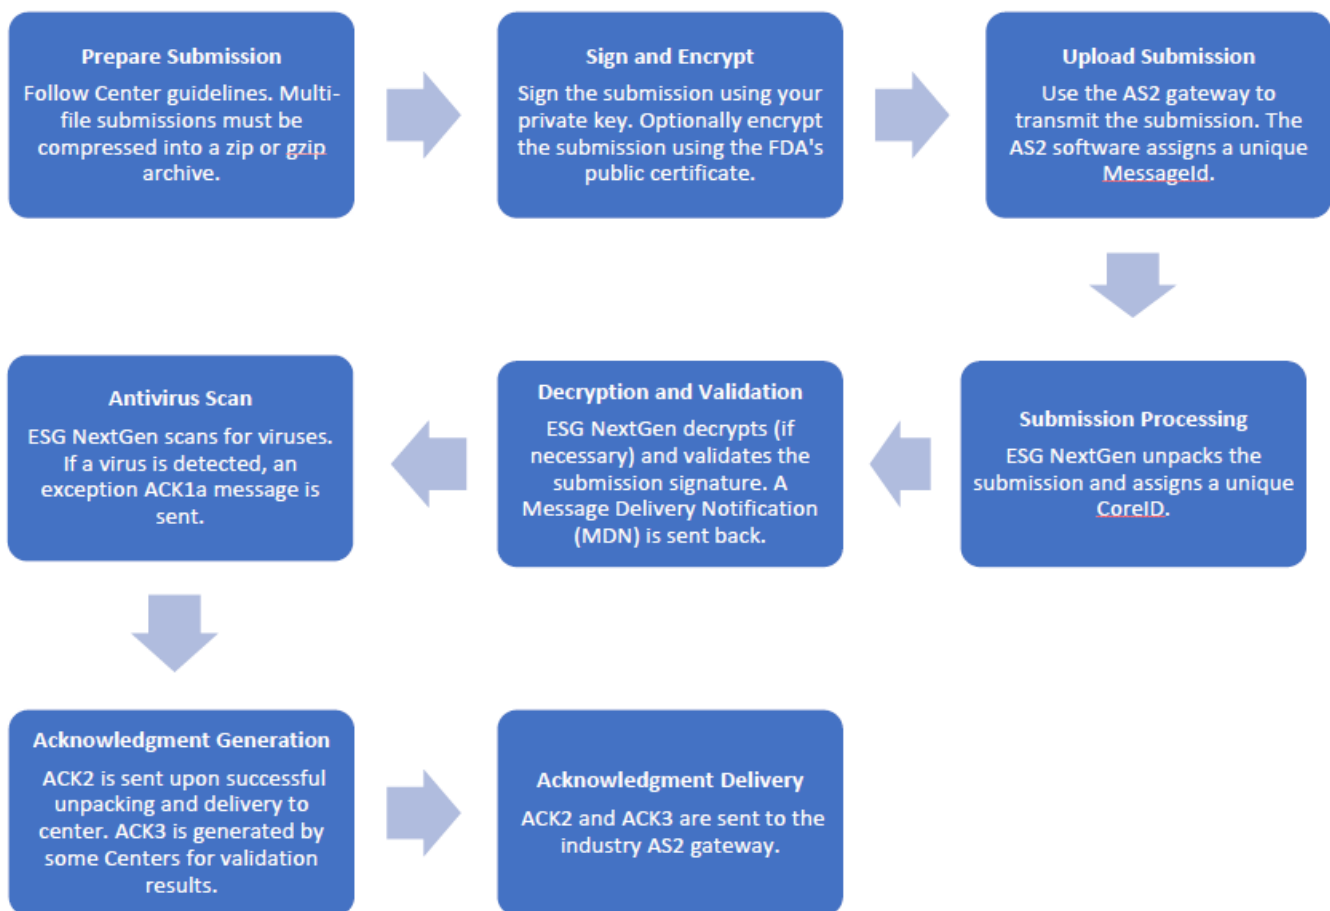 Prepare Submission
Follow Center guidelines. Multi-
file submissions must be
compressed into a zip or gzip
archive.
Sign and Encrypt
Sign the submission using your
private key. Optionally encrypt
the submission using the FDA's
public certificate.
Upload Submission
Use the AS2 gateway to
transmit the submission. The
AS2 software assigns a unique
MessageId.
Submission Processing
ESG NextGen unpacks the
submission and assigns a unique
CoreID.
Decryption and Validation
ESG NextGen decrypts (if
necessary) and validates the
submission signature. A
Message Delivery Notification
(MDN) is sent back.
Antivirus Scan
ESG NextGen scans for viruses.
If a virus is detected, an
exception ACK1a message is
sent.
Acknowledgment Generation
ACK2 is sent upon successful
unpacking and delivery to
center. ACK3 is generated by
some Centers for validation
results.
Acknowledgment Delivery
ACK2 and ACK3 are sent to the
industry AS2 gateway.